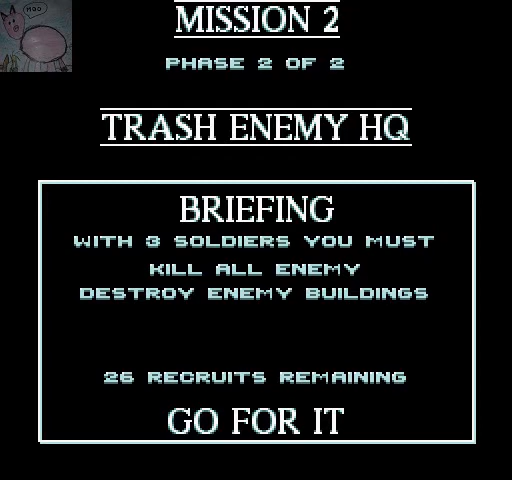 MOO
MISSION 2
PHASE 2 OF 2
TRASH ENEMY HQ
BRIEFING
WITH 3 SOLDIERS YOU MUST
KILL ALL ENEMY
DESTROY ENEMY BUILDINGS
26 RECRUITS REMAINING
GO FOR IT